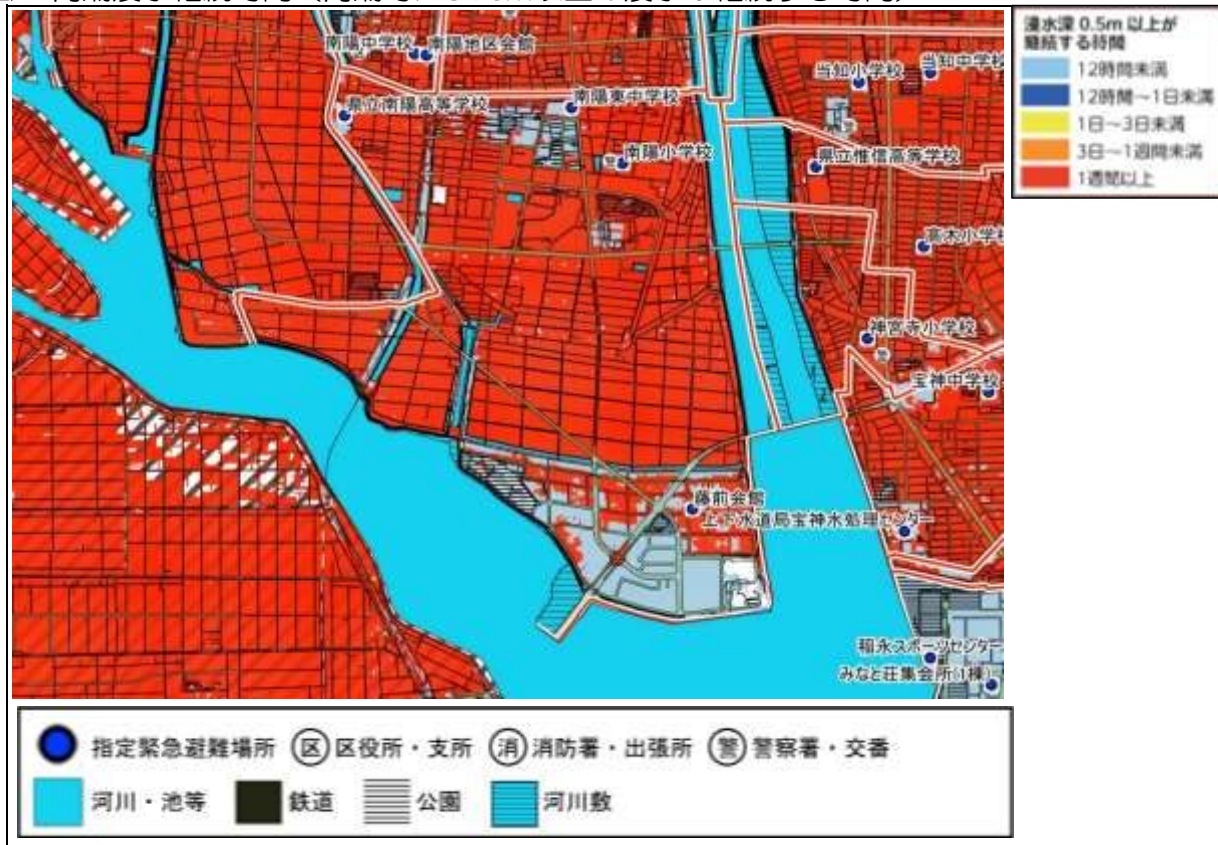 浸水深 0.5m 以上が
継続する時間
12時間未満
12時間～1日未満
1日～3日未満
3日～1週間未満
1週間以上
南陽中学校
南陽地区会館
当知小学校
当知中学校
県立南陽高等学校
南陽東中学校
南陽小学校
県立惟信高等学校
高木小学校
神宮寺小学校
宝神中学校
藤前会館
上下水道局宝神水処理センター
稲永スポーツセンター
みなと荘集会所(1棟)
指定緊急避難場所
区 区役所・支所
消 消防署・出張所
警 警察署・交番
河川・池等
鉄道
公園
河川敷